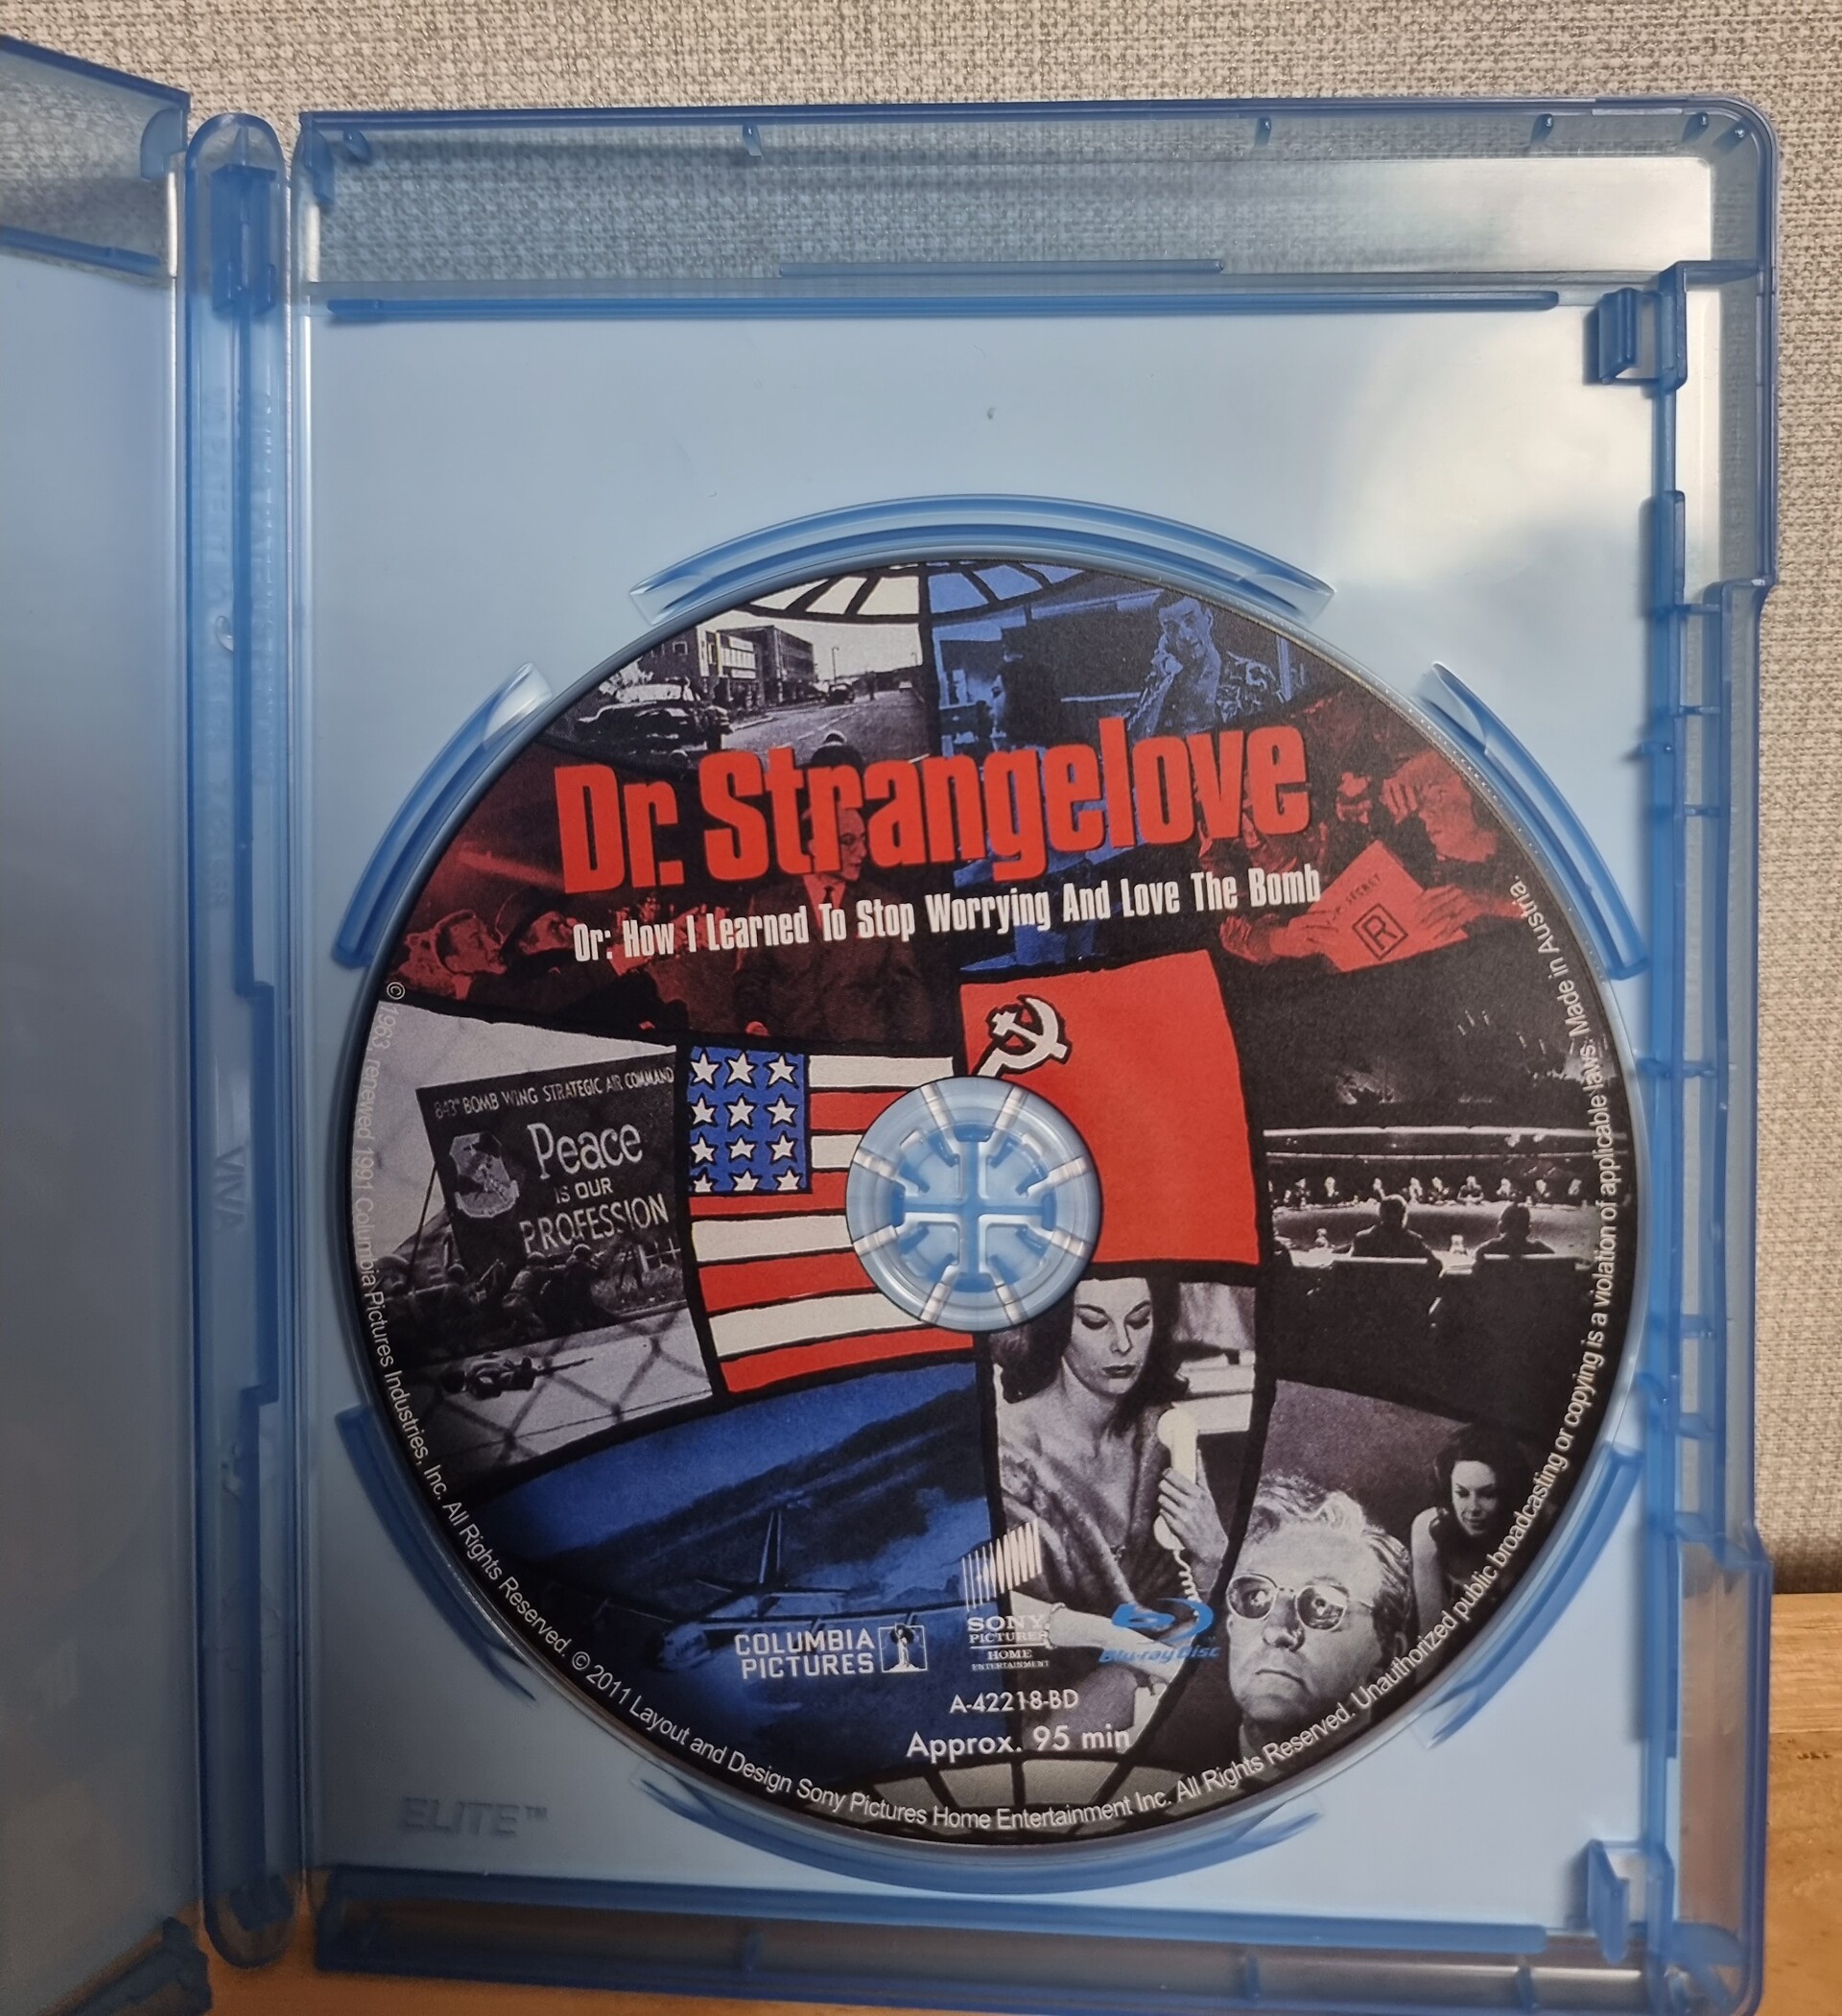 Dr. Strangelove
Or: How I Learned To Stop Worrying And Love The Bomb
TOP SECRET
R
843rd BOMB WING STRATEGIC AIR COMMAND
Peace
IS OUR
PROFESSION
COLUMBIA
PICTURES
SONY
PICTURES
HOME
ENTERTAINMENT
Blu-ray Disc
A-42218-BD
Approx. 95 min
© 1963, renewed 1991 Columbia Pictures Industries, Inc. All Rights Reserved. © 2011 Layout and Design Sony Pictures Home Entertainment Inc. All Rights Reserved. Unauthorized public broadcasting or copying is a violation of applicable laws. Made in Austria.
VIVA
ELITE™